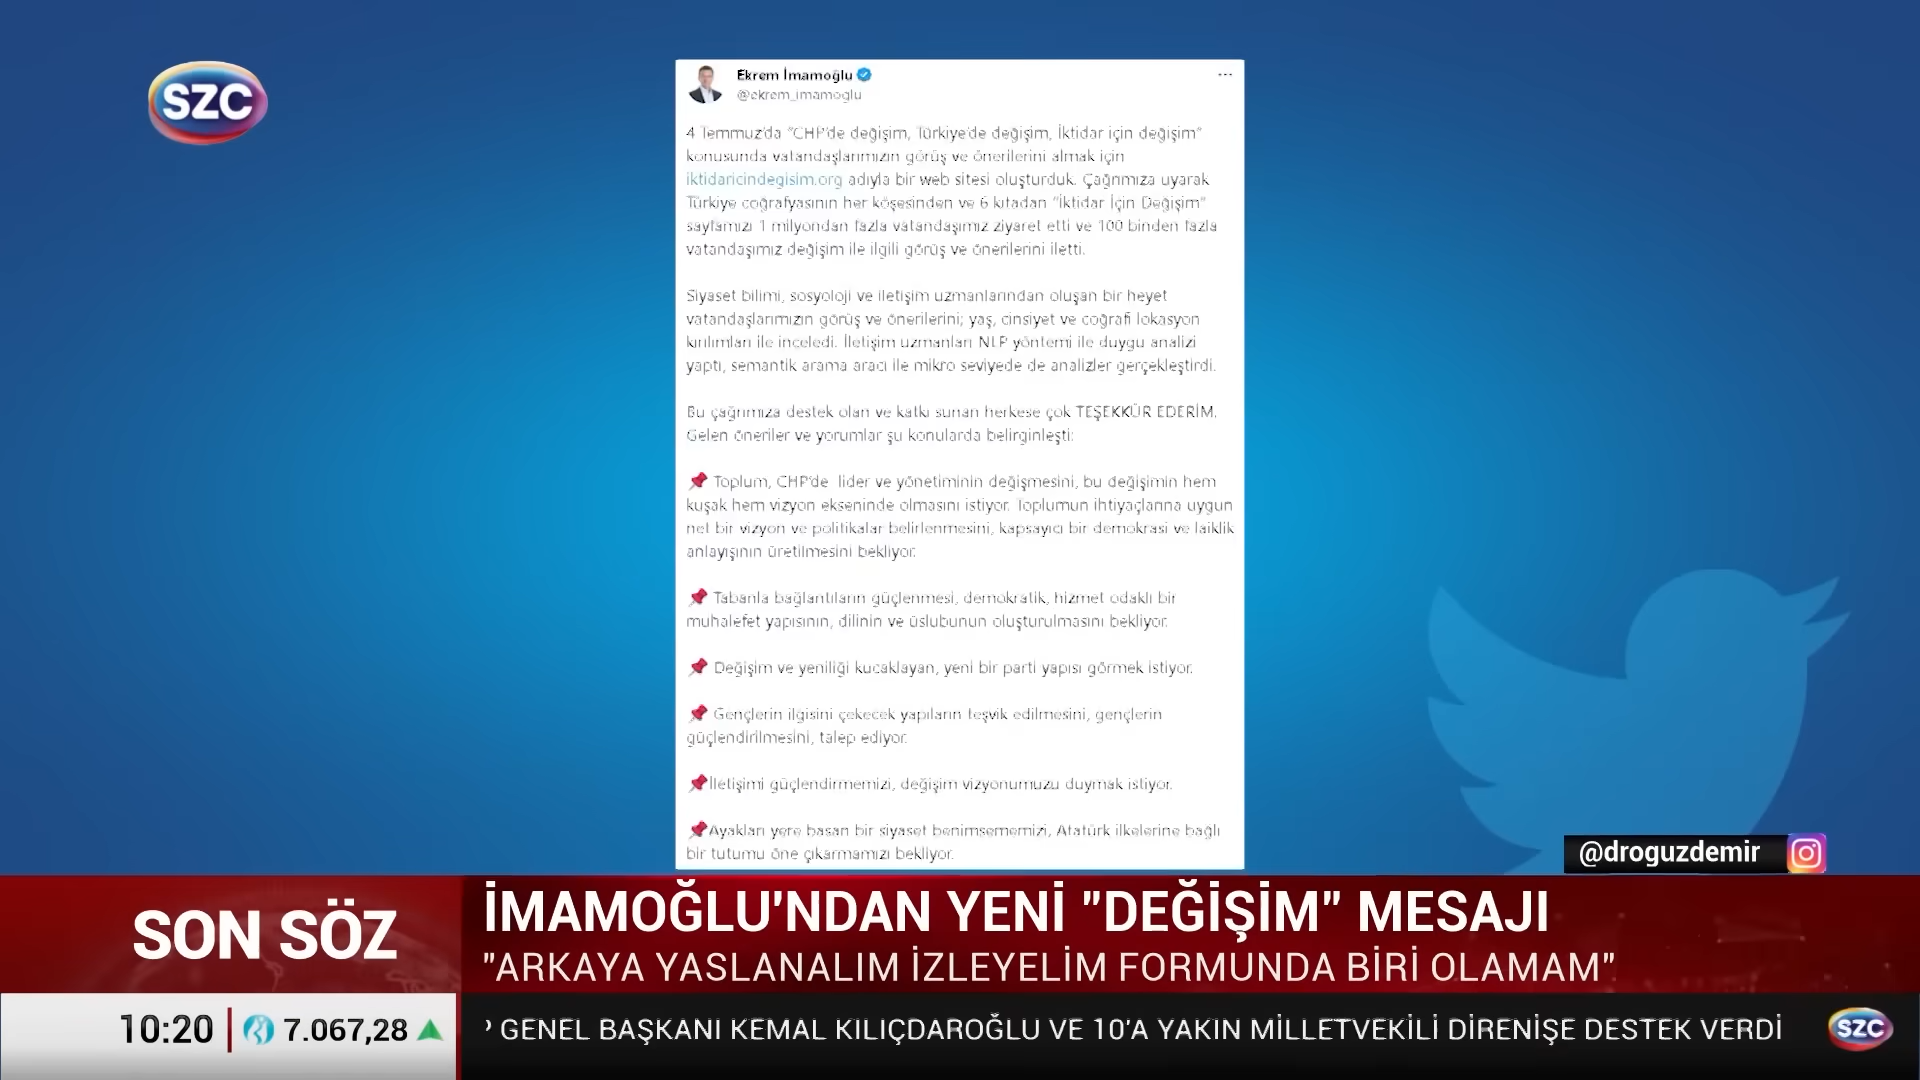 SZC
Ekrem İmamoğlu
@ekrem_imamoglu
4 Temmuz'da "CHP'de değişim, Türkiye'de değişim, İktidar için değişim"
konusunda vatandaşlarımızın görüş ve önerilerini almak için
iktidaricindegisim.org adıyla bir web sitesi oluşturduk. Çağrımıza uyarak
Türkiye coğrafyasının her köşesinden ve 6 kıtadan "İktidar İçin Değişim"
sayfamızı 1 milyondan fazla vatandaşımız ziyaret etti ve 100 binden fazla
vatandaşımız değişim ile ilgili görüş ve önerilerini iletti.
Siyaset bilimi, sosyoloji ve iletişim uzmanlarından oluşan bir heyet
vatandaşlarımızın görüş ve önerilerini; yaş, cinsiyet ve coğrafi lokasyon
kırılımları ile inceledi. İletişim uzmanları NLP yöntemi ile duygu analizi
yaptı, semantik arama aracı ile mikro seviyede de analizler gerçekleştirdi.
Bu çağrımıza destek olan ve katkı sunan herkese çok TEŞEKKÜR EDERİM.
Gelen öneriler ve yorumlar şu konularda belirginleşti:
📌 Toplum, CHP'de lider ve yönetiminin değişmesini, bu değişimin hem
kuşak hem vizyon ekseninde olmasını istiyor. Toplumun ihtiyaçlarına uygun
net bir vizyon ve politikalar belirlenmesini, kapsayıcı bir demokrasi ve laiklik
anlayışının üretilmesini bekliyor.
📌 Tabanla bağlantıların güçlenmesi, demokratik, hizmet odaklı bir
muhalefet yapısının, dilinin ve üslubunun oluşturulmasını bekliyor.
📌 Değişim ve yeniliği kucaklayan, yeni bir parti yapısı görmek istiyor.
📌 Gençlerin ilgisini çekecek yapıların teşvik edilmesini, gençlerin
güçlendirilmesini, talep ediyor.
📌İletişimi güçlendirmemizi, değişim vizyonumuzu duymak istiyor.
📌Ayakları yere basan bir siyaset benimsememizi, Atatürk ilkelerine bağlı
bir tutumu öne çıkarmamızı bekliyor.
@droguzdemir
SON SÖZ
İMAMOĞLU'NDAN YENİ "DEĞİŞİM" MESAJI
"ARKAYA YASLANALIM İZLEYELİM FORMUNDA BİRİ OLAMAM"
10:20 7.067,28
GENEL BAŞKANI KEMAL KILIÇDAROĞLU VE 10'A YAKIN MİLLETVEKİLİ DİRENİŞE DESTEK VERDİ
SZC